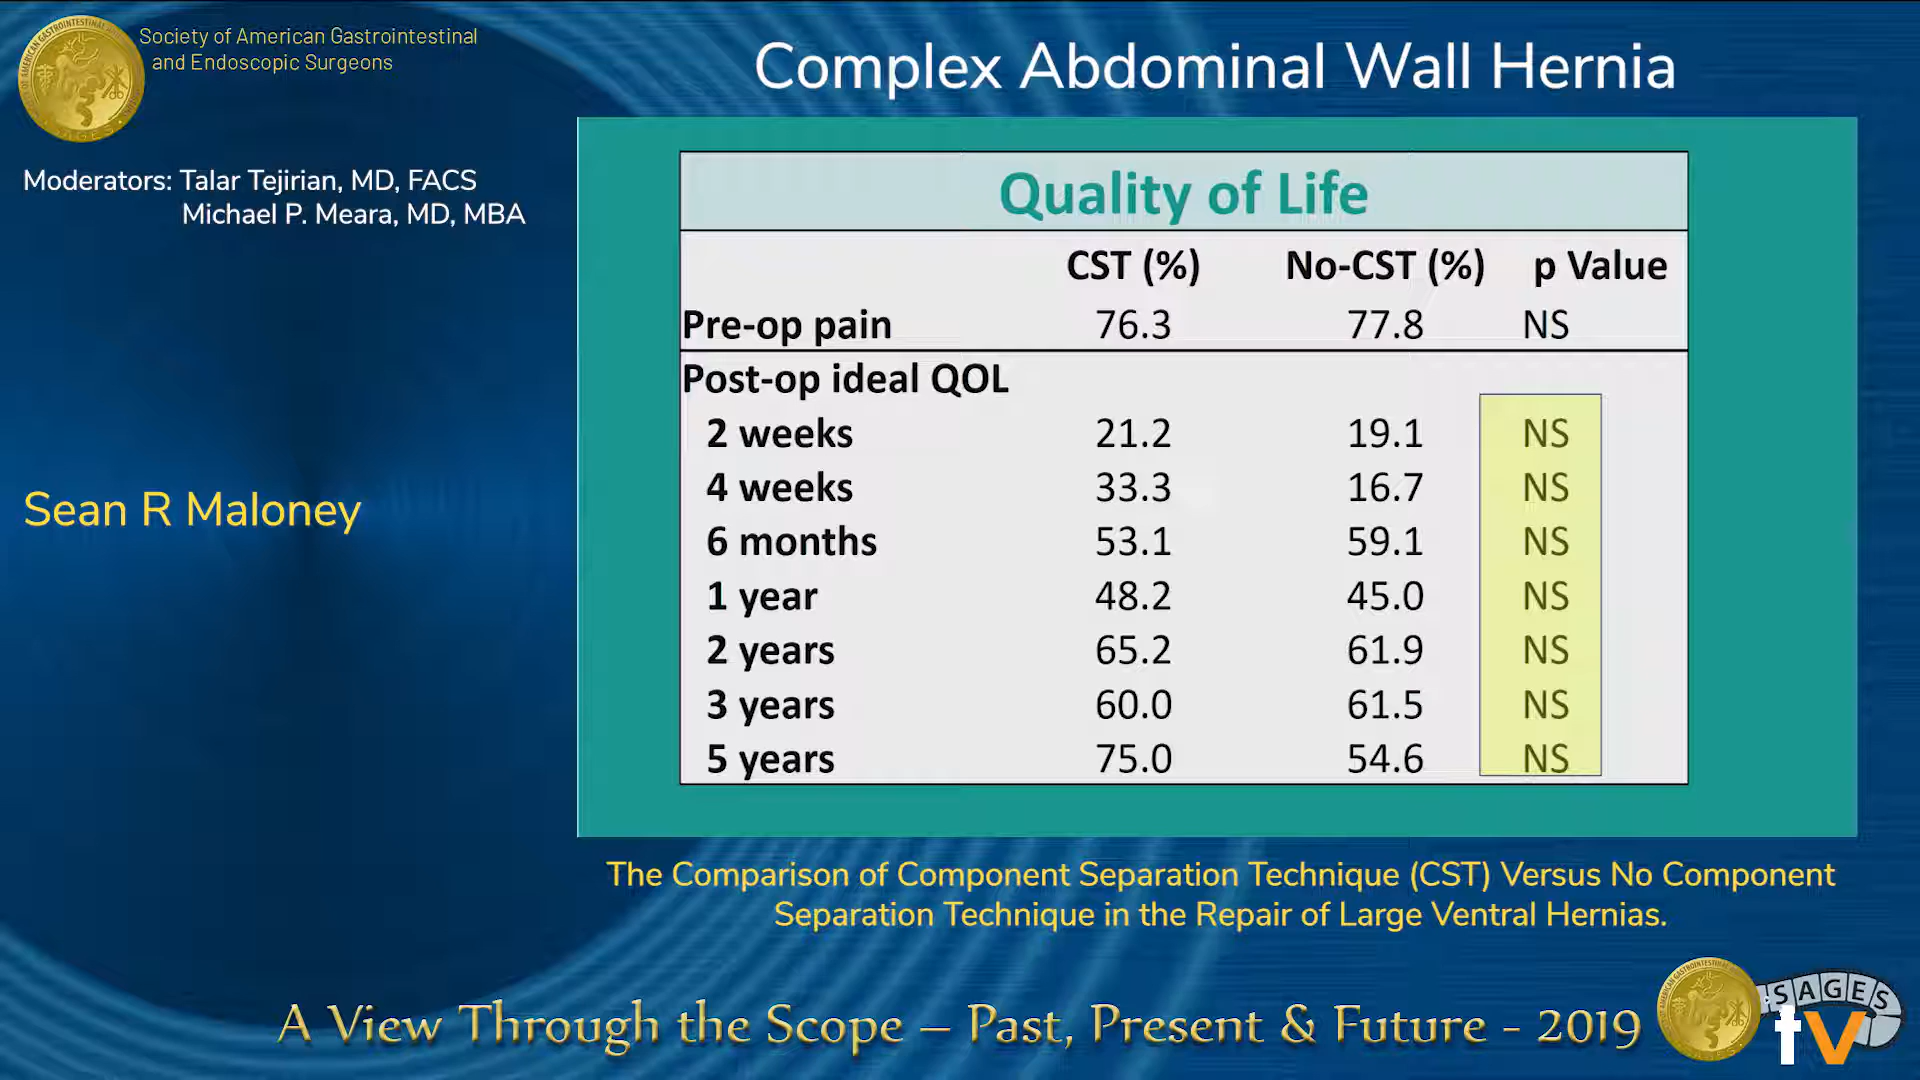 Society of American Gastrointestinal
and Endoscopic Surgeons
Complex Abdominal Wall Hernia
Moderators: Talar Tejirian, MD, FACS
Michael P. Meara, MD, MBA
Sean R Maloney
Quality of Life
CST (%) No-CST (%) p Value
Pre-op pain 76.3 77.8 NS
Post-op ideal QOL
2 weeks 21.2 19.1 NS
4 weeks 33.3 16.7 NS
6 months 53.1 59.1 NS
1 year 48.2 45.0 NS
2 years 65.2 61.9 NS
3 years 60.0 61.5 NS
5 years 75.0 54.6 NS
The Comparison of Component Separation Technique (CST) Versus No Component
Separation Technique in the Repair of Large Ventral Hernias.
A View Through the Scope – Past, Present & Future - 2019
SAGES
tv